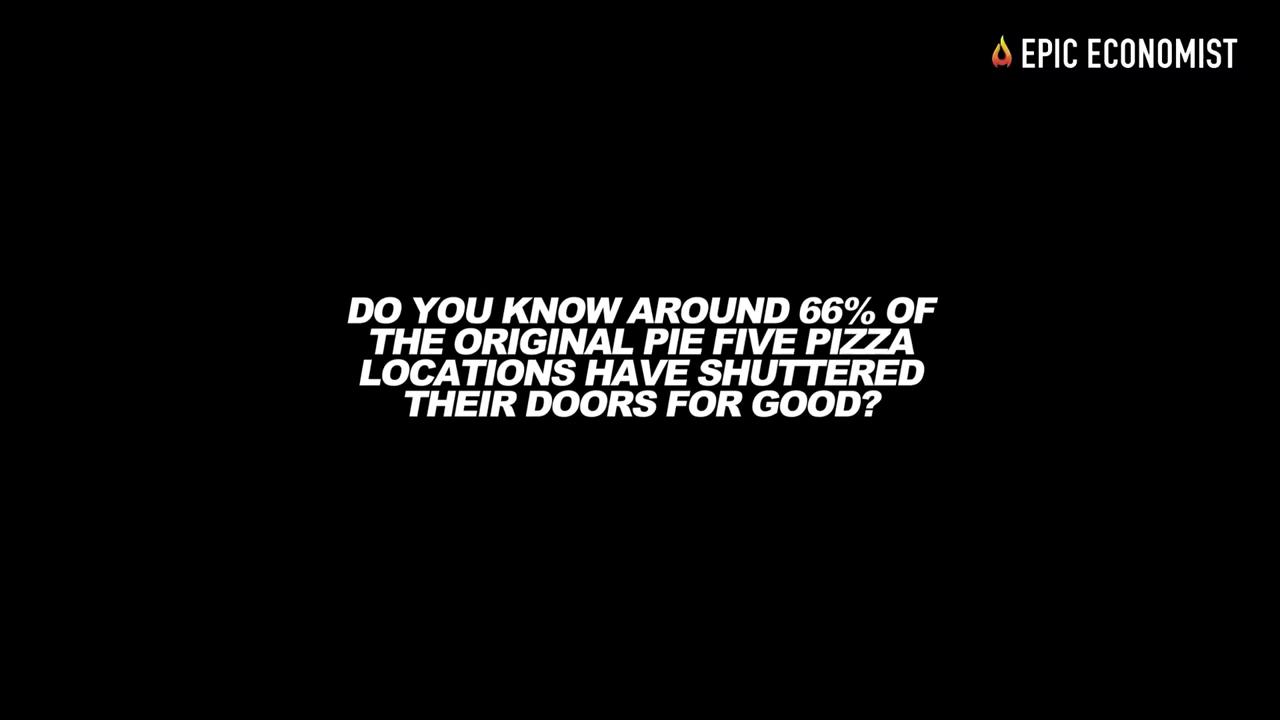 EPIC ECONOMIST
DO YOU KNOW AROUND 66% OF
THE ORIGINAL PIE FIVE PIZZA
LOCATIONS HAVE SHUTTERED
THEIR DOORS FOR GOOD?